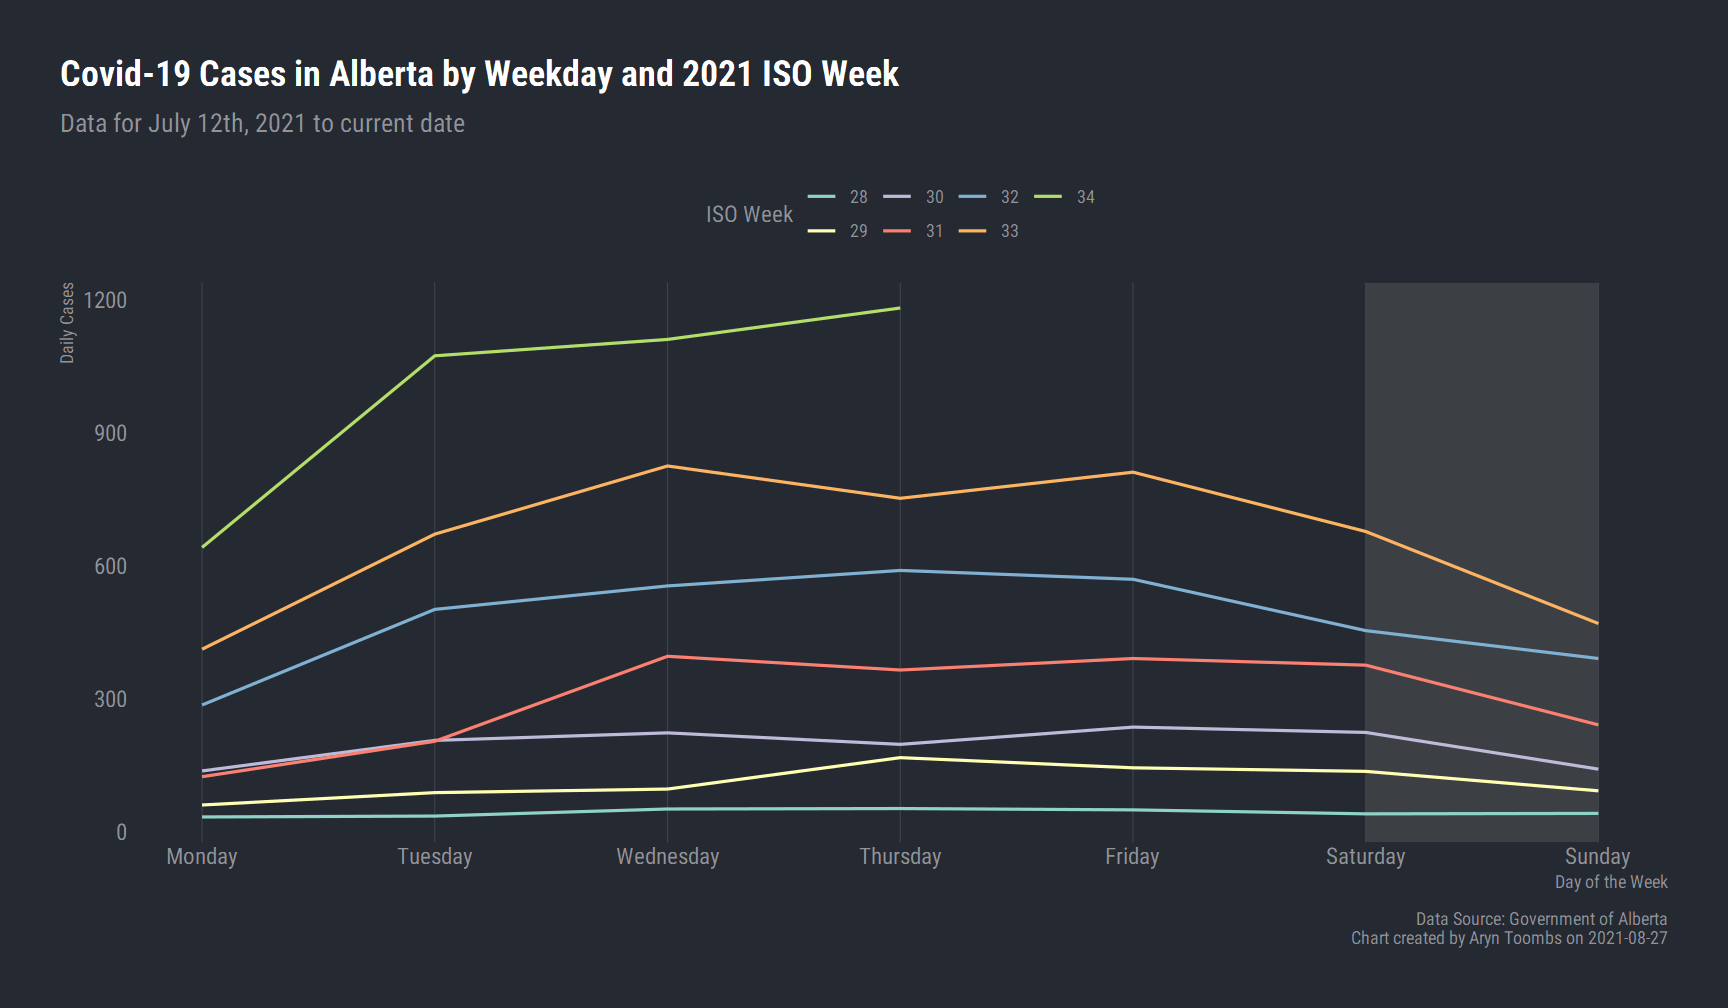 Covid-19 Cases in Alberta by Weekday and 2021 ISO Week
Data for July 12th, 2021 to current date
ISO Week
28 30 32 34
29 31 33
Daily Cases
1200
900
600
300
0
Monday Tuesday Wednesday Thursday Friday Saturday Sunday
Day of the Week
Data Source: Government of Alberta
Chart created by Aryn Toombs on 2021-08-27